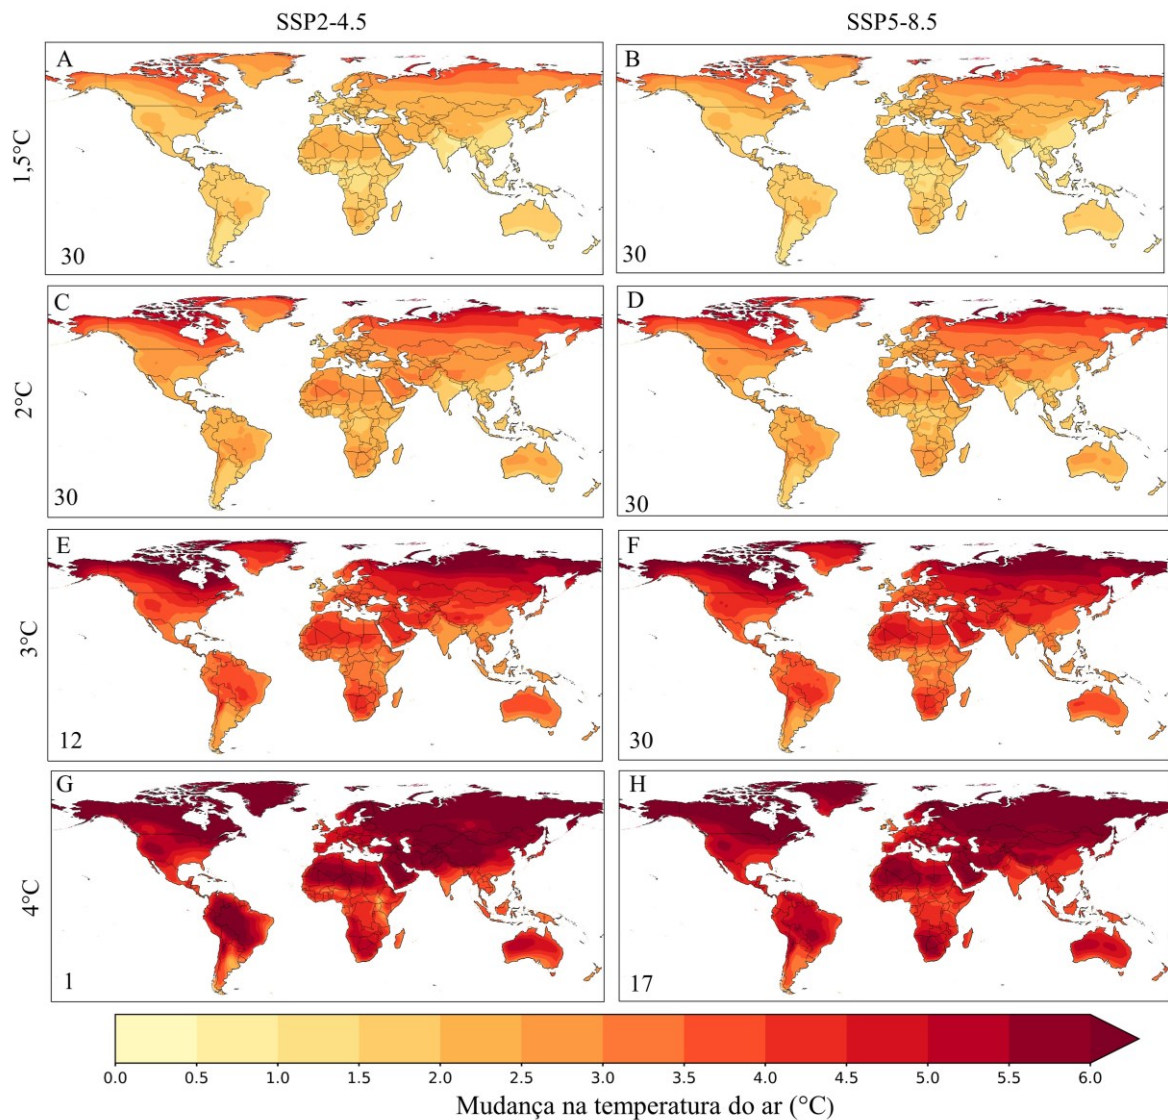 SSP2-4.5 SSP5-8.5
A B
1,5°C
30 30
C D
2°C
30 30
E F
3°C
12 30
G H
4°C
1 17
0.0 0.5 1.0 1.5 2.0 2.5 3.0 3.5 4.0 4.5 5.0 5.5 6.0
Mudança na temperatura do ar (°C)